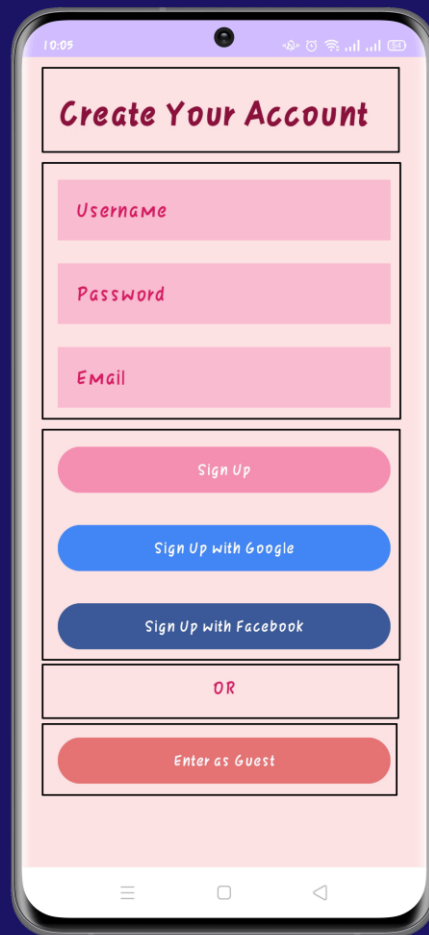 10:05
64
Create Your Account
Username
Password
Email
Sign Up
Sign Up with Google
Sign Up with Facebook
OR
Enter as Guest